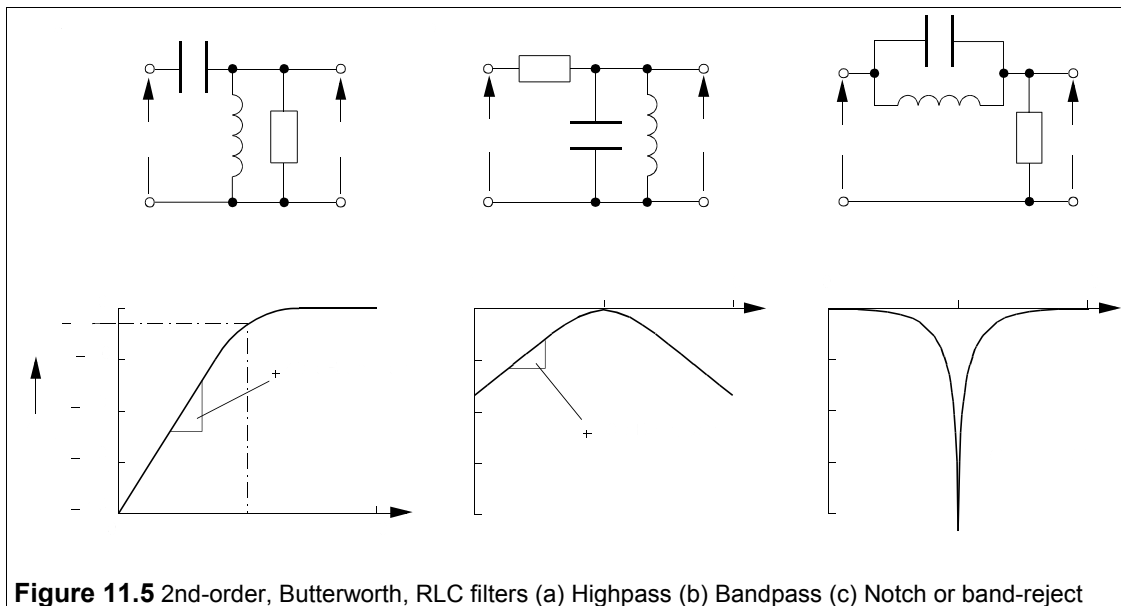 +
+
Figure 11.5 2nd-order, Butterworth, RLC filters (a) Highpass (b) Bandpass (c) Notch or band-reject